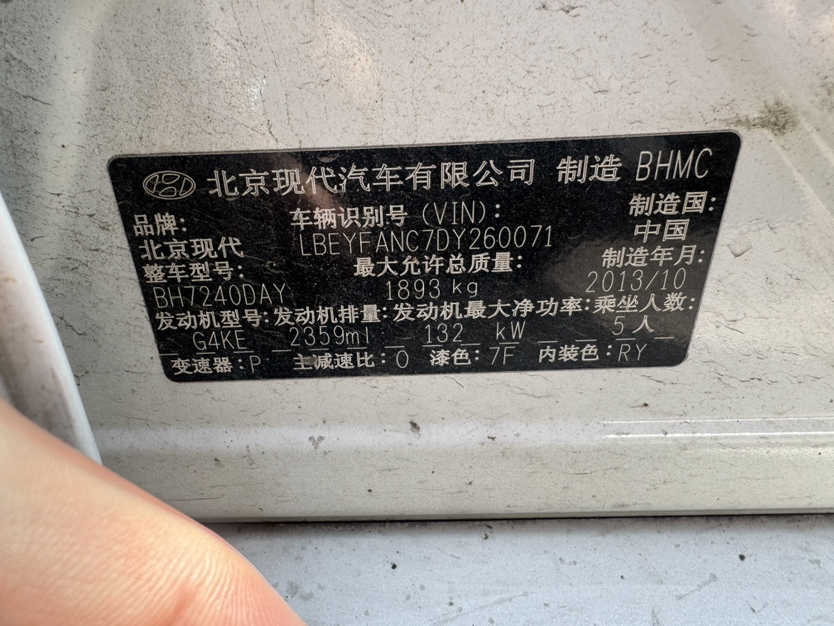 北京现代汽车有限公司 制造 BHMC
品牌: 车辆识别号 (VIN): 制造国:
北京现代 LBEYFANC7DY260071 中国
整车型号: 最大允许总质量: 制造年月:
BH7240DAY 1893 kg 2013/10
发动机型号: 发动机排量: 发动机最大净功率: 乘坐人数:
G4KE 2359ml 132 kW 5 人
变速器: P 主减速比: O 漆色: 7F 内装色: RY